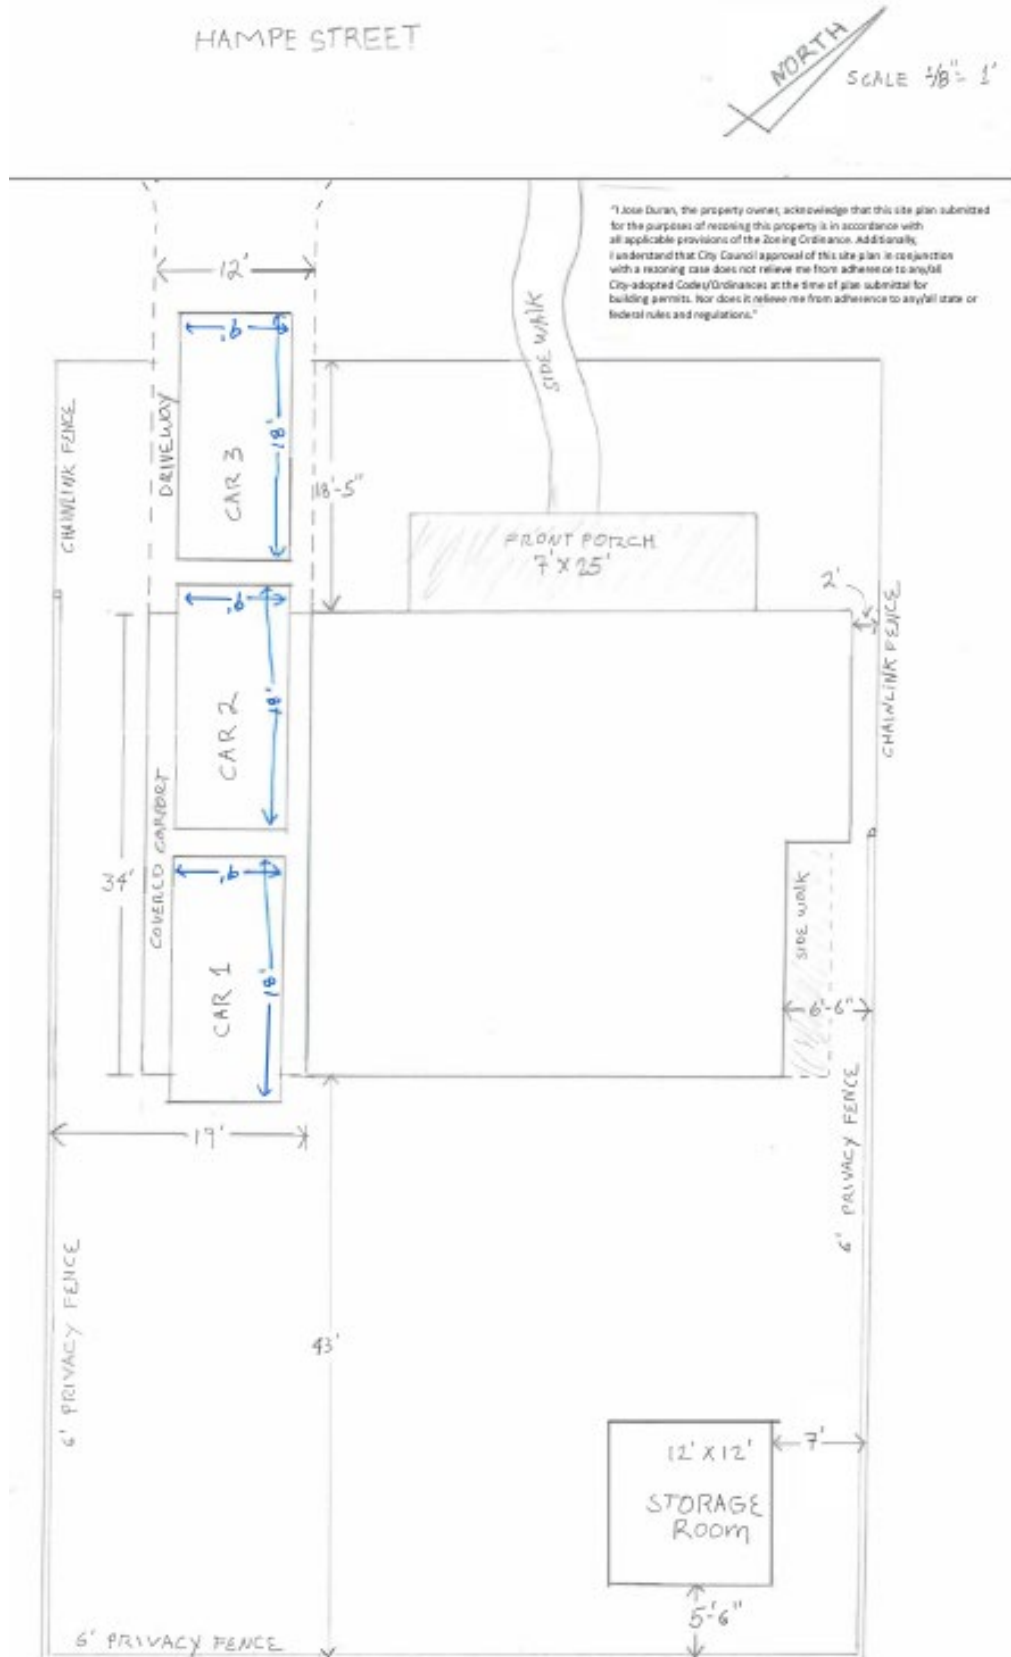 HAMPE STREET
NORTH
SCALE 1/8"= 1'
"I Jose Duran, the property owner, acknowledge that this site plan submitted
for the purposes of rezoning this property is in accordance with
all applicable provisions of the Zoning Ordinance. Additionally,
I understand that City Council approval of this site plan in conjunction
with a rezoning case does not relieve me from adherence to any/all
City-adopted Codes/Ordinances at the time of plan submittal for
building permits. Nor does it relieve me from adherence to any/all state or
federal rules and regulations."
12'
9'
18'
CAR 3
DRIVEWAY
CHAINLINK FENCE
18'-5"
SIDE WALK
FRONT PORCH
7' X 25'
2'
CHAINLINK FENCE
9'
18'
CAR 2
COVERED CARPORT
34'
9'
18'
CAR 1
SIDE WALK
6'-6"
19'
6' PRIVACY FENCE
6' PRIVACY FENCE
43'
12' X 12'
STORAGE
ROOM
7'
5'-6"
6' PRIVACY FENCE